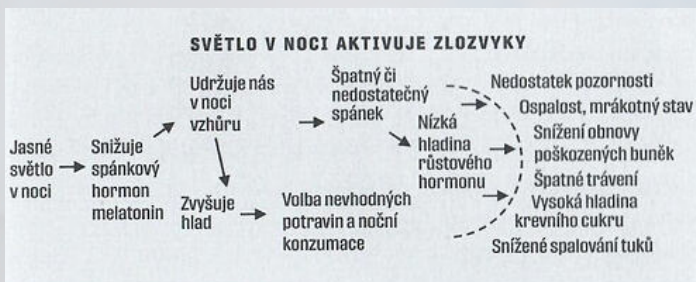 SVĚTLO V NOCI AKTIVUJE ZLOZVYKY
Jasné
světlo
v noci
Snižuje
spánkový
hormon
melatonin
Udržuje nás
v noci
vzhůru
Zvyšuje
hlad
Špatný či
nedostatečný
spánek
Volba nevhodných
potravin a noční
konzumace
Nízká
hladina
růstového
hormonu
Nedostatek pozornosti
Ospalost, mrákotný stav
Snížení obnovy
poškozených buněk
Špatné trávení
Vysoká hladina
krevního cukru
Snížené spalování tuků